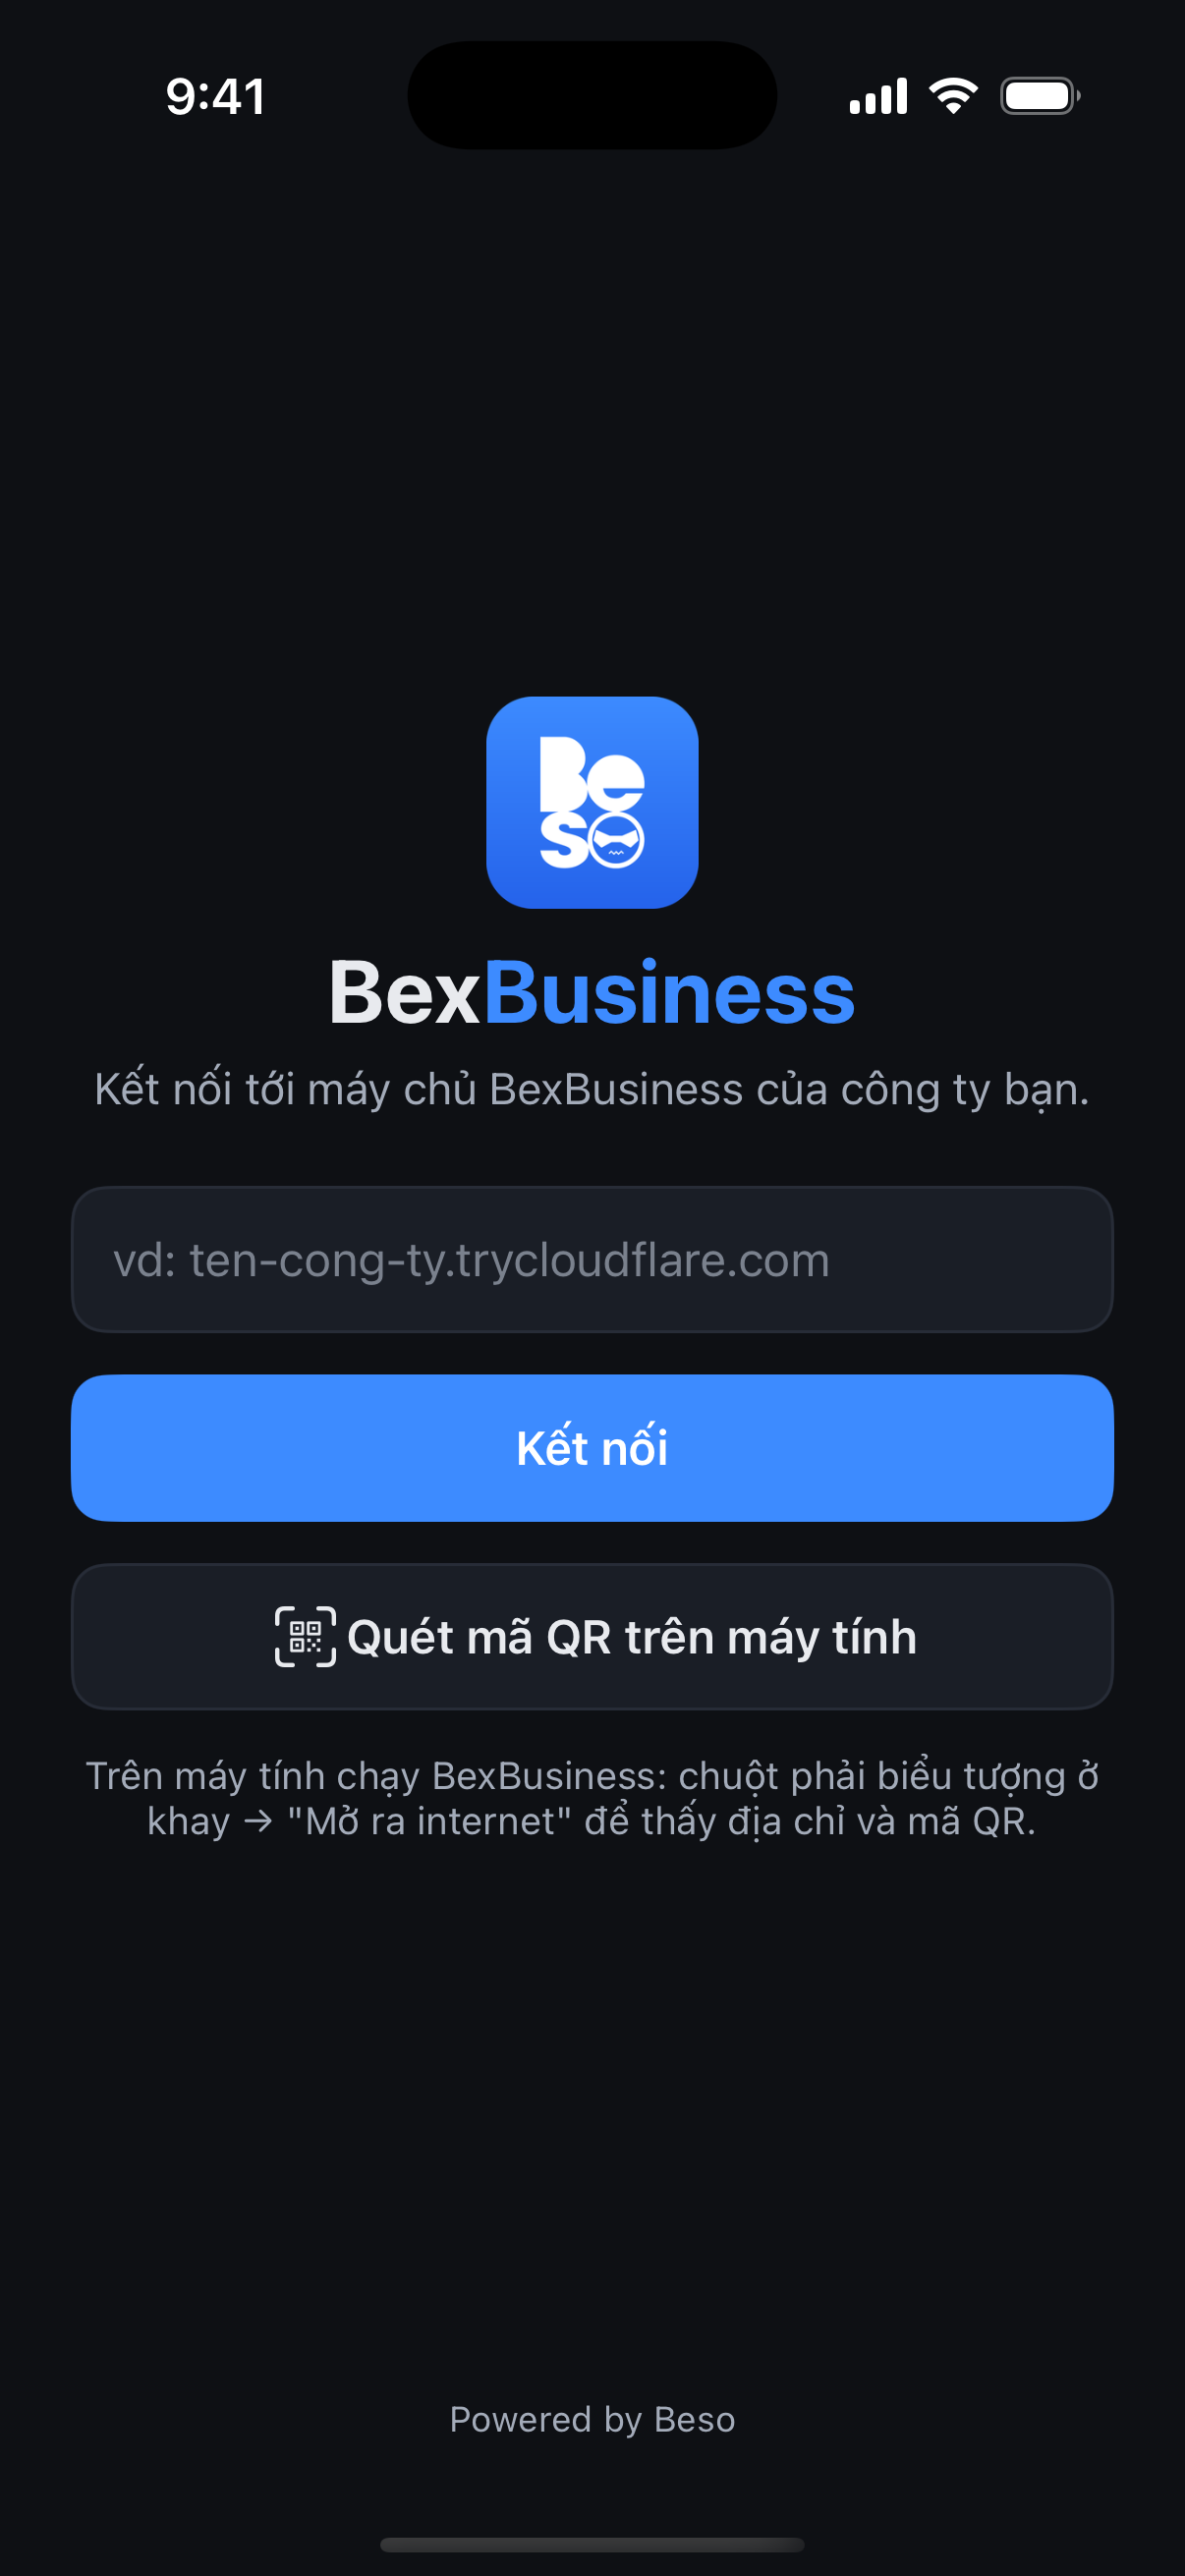 9:41
Be
so
BexBusiness
Kết nối tới máy chủ BexBusiness của công ty bạn.
vd: ten-cong-ty.trycloudflare.com
Kết nối
Quét mã QR trên máy tính
Trên máy tính chạy BexBusiness: chuột phải biểu tượng ở
khay → "Mở ra internet" để thấy địa chỉ và mã QR.
Powered by Beso